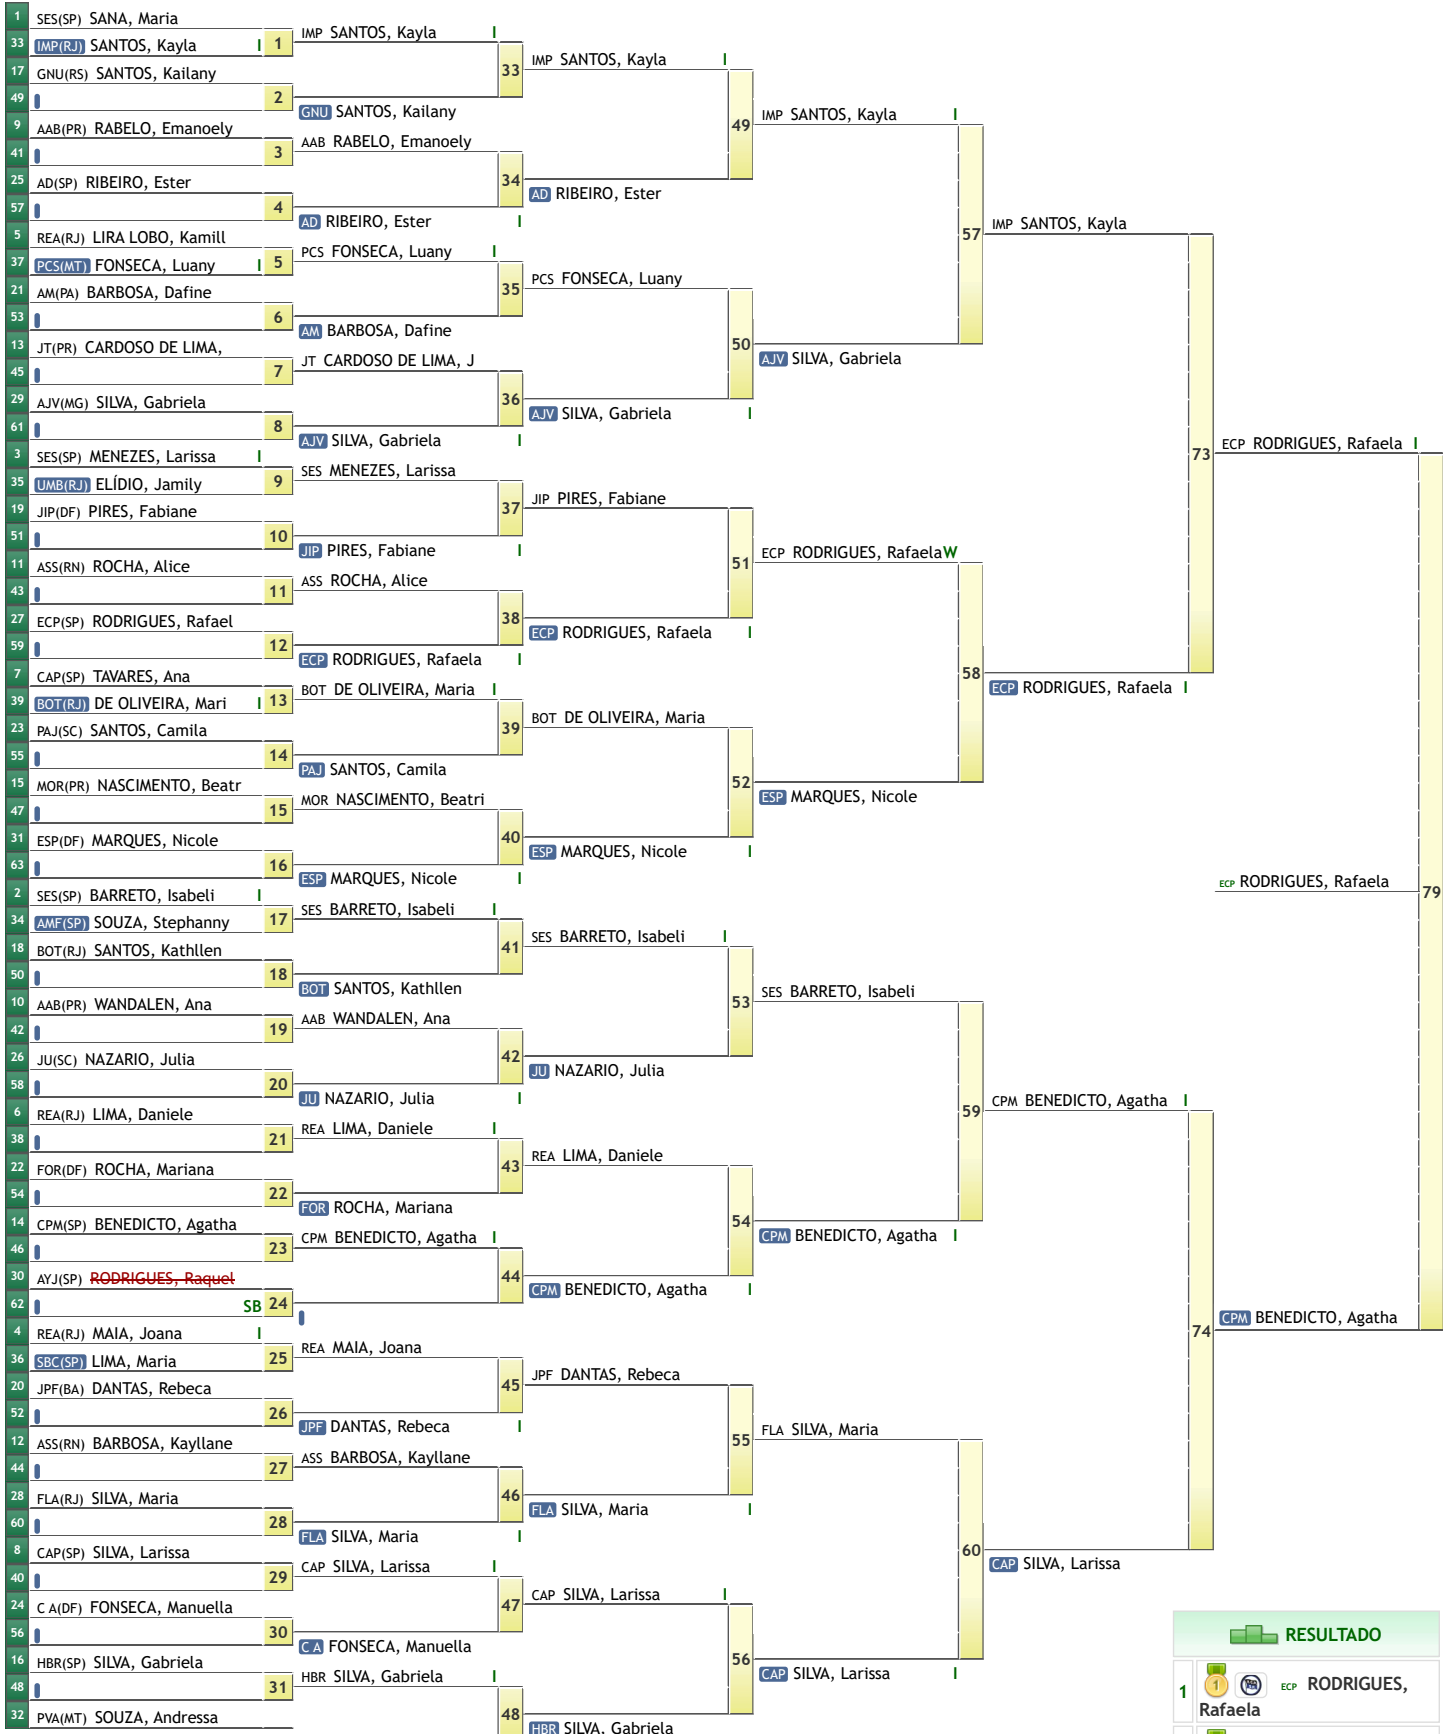 1 SES(SP) SANA, Maria
33 IMP(RJ) SANTOS, Kayla I
1
17 GNU(RS) SANTOS, Kailany
49
2
9 AAB(PR) RABELO, Emanoely
41
3
25 AD(SP) RIBEIRO, Ester
57
4
5 REA(RJ) LIRA LOBO, Kamill
37 PCS(MT) FONSECA, Luany I
5
21 AM(PA) BARBOSA, Dafine
53
6
13 JT(PR) CARDOSO DE LIMA,
45
7
29 AJV(MG) SILVA, Gabriela
61
8
3 SES(SP) MENEZES, Larissa I
35 UMB(RJ) ELÍDIO, Jamily
9
19 JIP(DF) PIRES, Fabiane
51
10
11 ASS(RN) ROCHA, Alice
43
11
27 ECP(SP) RODRIGUES, Rafael
59
12
7 CAP(SP) TAVARES, Ana
39 BOT(RJ) DE OLIVEIRA, Mari I
13
23 PAJ(SC) SANTOS, Camila
55
14
15 MOR(PR) NASCIMENTO, Beatr
47
15
31 ESP(DF) MARQUES, Nicole
63
16
2 SES(SP) BARRETO, Isabeli I
34 AMF(SP) SOUZA, Stephanny
17
18 BOT(RJ) SANTOS, Kathllen
50
18
10 AAB(PR) WANDALEN, Ana
42
19
26 JU(SC) NAZARIO, Julia
58
20
6 REA(RJ) LIMA, Daniele
38
21
22 FOR(DF) ROCHA, Mariana
54
22
14 CPM(SP) BENEDICTO, Agatha
46
23
30 AYJ(SP) RODRIGUES, Raquel
62 SB
24
4 REA(RJ) MAIA, Joana I
36 SBC(SP) LIMA, Maria
25
20 JPF(BA) DANTAS, Rebeca
52
26
12 ASS(RN) BARBOSA, Kayllane
44
27
28 FLA(RJ) SILVA, Maria
60
28
8 CAP(SP) SILVA, Larissa
40
29
24 C A(DF) FONSECA, Manuella
56
30
16 HBR(SP) SILVA, Gabriela
48
31
32 PVA(MT) SOUZA, Andressa
IMP SANTOS, Kayla I
33
GNU SANTOS, Kailany
AAB RABELO, Emanoely
34
AD RIBEIRO, Ester I
PCS FONSECA, Luany I
35
AM BARBOSA, Dafine
JT CARDOSO DE LIMA, J
36
AJV SILVA, Gabriela I
SES MENEZES, Larissa
37
JIP PIRES, Fabiane I
ASS ROCHA, Alice
38
ECP RODRIGUES, Rafaela I
BOT DE OLIVEIRA, Maria I
39
PAJ SANTOS, Camila
MOR NASCIMENTO, Beatri
40
ESP MARQUES, Nicole I
SES BARRETO, Isabeli I
41
BOT SANTOS, Kathllen
AAB WANDALEN, Ana
42
JU NAZARIO, Julia I
REA LIMA, Daniele I
43
FOR ROCHA, Mariana
CPM BENEDICTO, Agatha I
44
REA MAIA, Joana
45
JPF DANTAS, Rebeca I
ASS BARBOSA, Kayllane
46
FLA SILVA, Maria I
CAP SILVA, Larissa I
47
C A FONSECA, Manuella
HBR SILVA, Gabriela I
48
IMP SANTOS, Kayla I
49
AD RIBEIRO, Ester
PCS FONSECA, Luany
50
AJV SILVA, Gabriela I
JIP PIRES, Fabiane
51
ECP RODRIGUES, Rafaela I
BOT DE OLIVEIRA, Maria
52
ESP MARQUES, Nicole I
SES BARRETO, Isabeli I
53
JU NAZARIO, Julia
REA LIMA, Daniele
54
CPM BENEDICTO, Agatha I
JPF DANTAS, Rebeca
55
FLA SILVA, Maria I
CAP SILVA, Larissa I
56
HBR SILVA, Gabriela
IMP SANTOS, Kayla I
57
AJV SILVA, Gabriela
ECP RODRIGUES, Rafaela W
58
ESP MARQUES, Nicole
SES BARRETO, Isabeli
59
CPM BENEDICTO, Agatha I
FLA SILVA, Maria
60
CAP SILVA, Larissa I
IMP SANTOS, Kayla
73
ECP RODRIGUES, Rafaela I
CPM BENEDICTO, Agatha I
74
CAP SILVA, Larissa
ECP RODRIGUES, Rafaela I
ECP RODRIGUES, Rafaela
79
CPM BENEDICTO, Agatha
RESULTADO
1 1 ECP RODRIGUES,
Rafaela